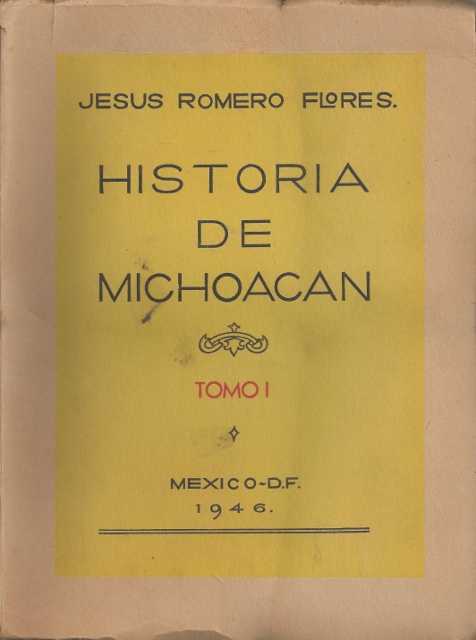 JESUS ROMERO FLORES.
HISTORIA
DE
MICHOACAN
TOMO I
MEXICO-D.F.
1946.